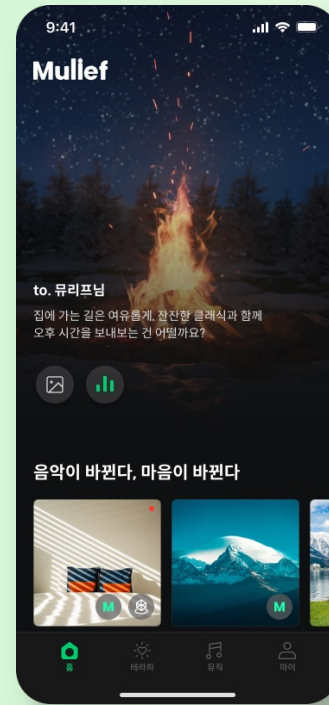 9:41
Mulief
to. 뮤리프님
집에 가는 길은 여유롭게, 잔잔한 클래식과 함께
오후 시간을 보내보는 건 어떨까요?
음악이 바뀐다, 마음이 바뀐다
M
M
홈
테라피
뮤직
마이